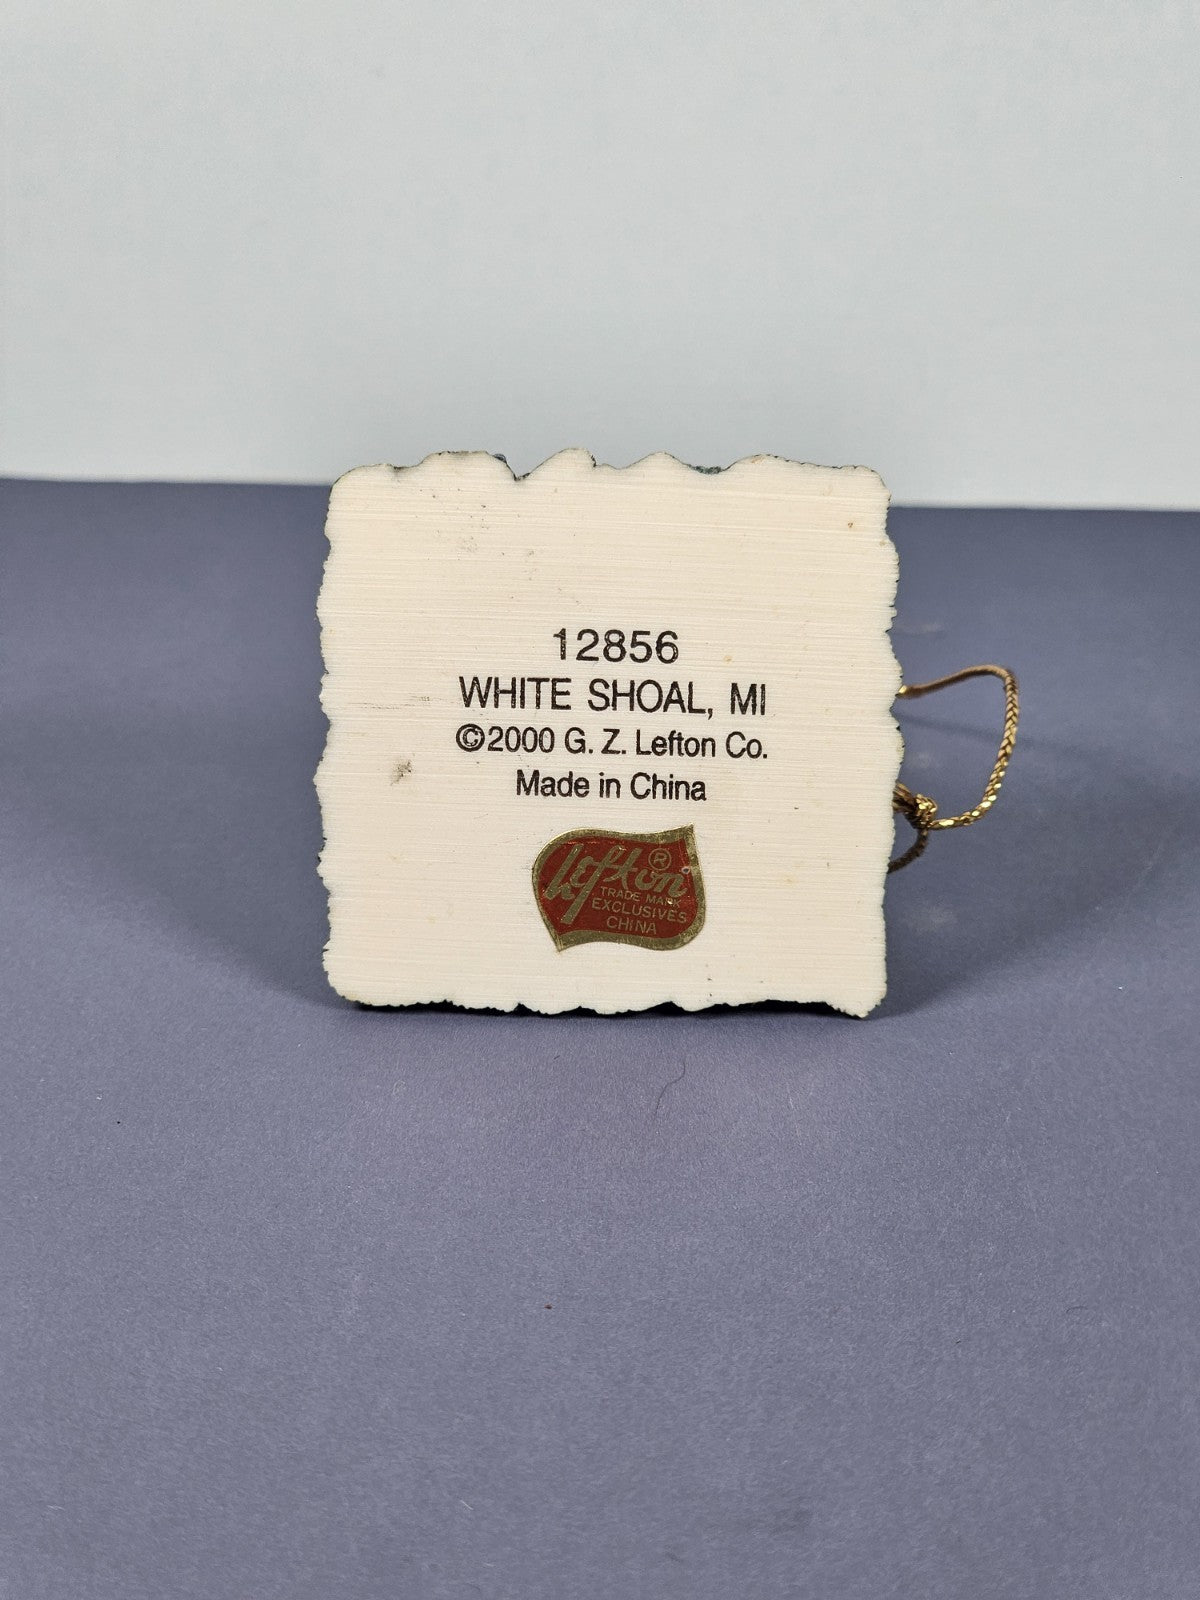 12856
WHITE SHOAL, MI
©2000 G. Z. Lefton Co.
Made in China
Lefton ®
TRADE MARK
EXCLUSIVES
CHINA